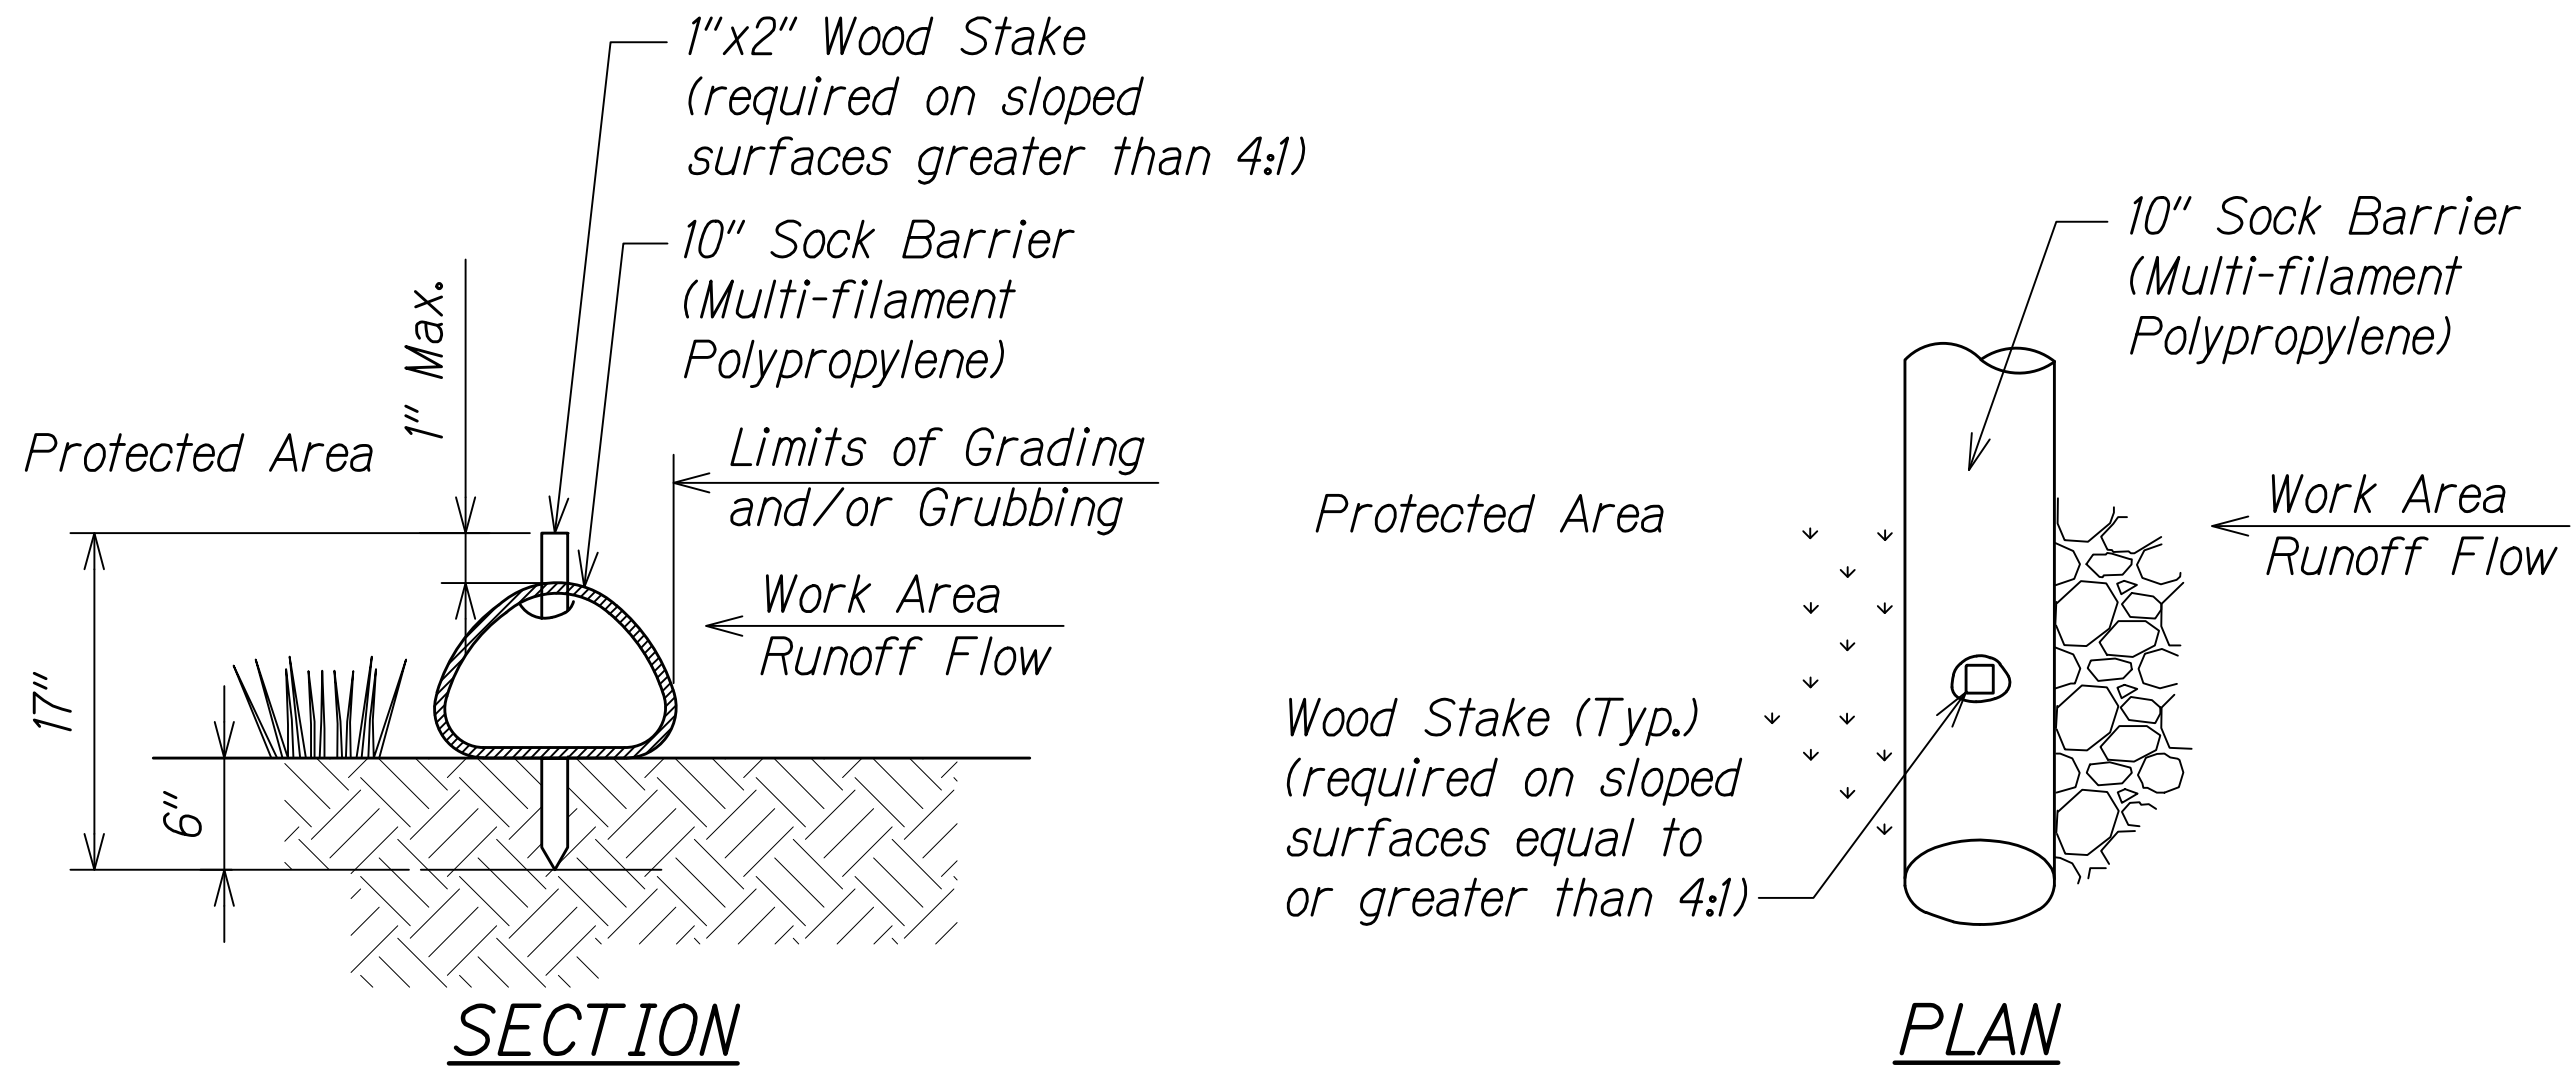 1"x2" Wood Stake
(required on sloped
surfaces greater than 4:1)
10" Sock Barrier
(Multi-filament
Polypropylene)
1" Max.
Protected Area
Limits of Grading
and/or Grubbing
Work Area
Runoff Flow
17"
6"
SECTION
10" Sock Barrier
(Multi-filament
Polypropylene)
Protected Area
Work Area
Runoff Flow
Wood Stake (Typ.)
(required on sloped
surfaces equal to
or greater than 4:1)
PLAN